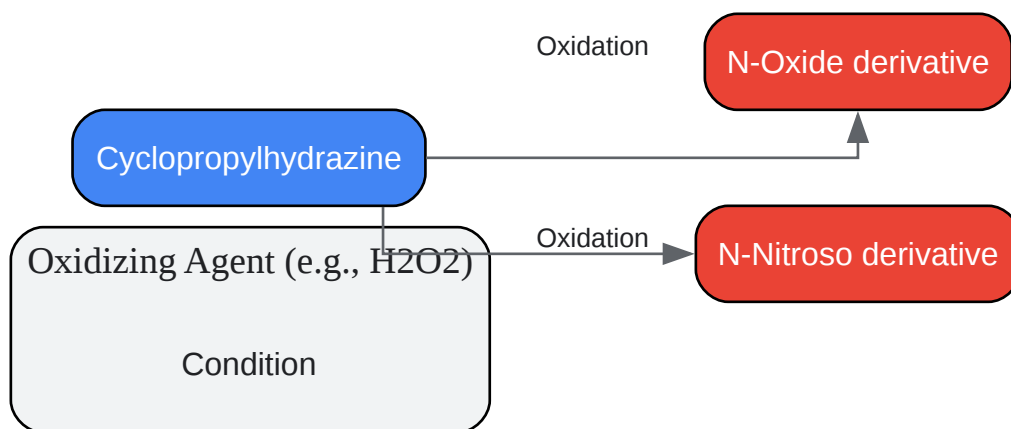 Oxidation
N-Oxide derivative
Cyclopropylhydrazine
Oxidation
N-Nitroso derivative
Oxidizing Agent (e.g., H2O2)
Condition